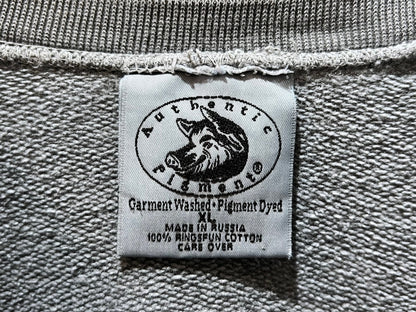 Authentic
Pigment®
Garment Washed • Pigment Dyed
XL
MADE IN RUSSIA
100% RINGSPUN COTTON
CARE OVER